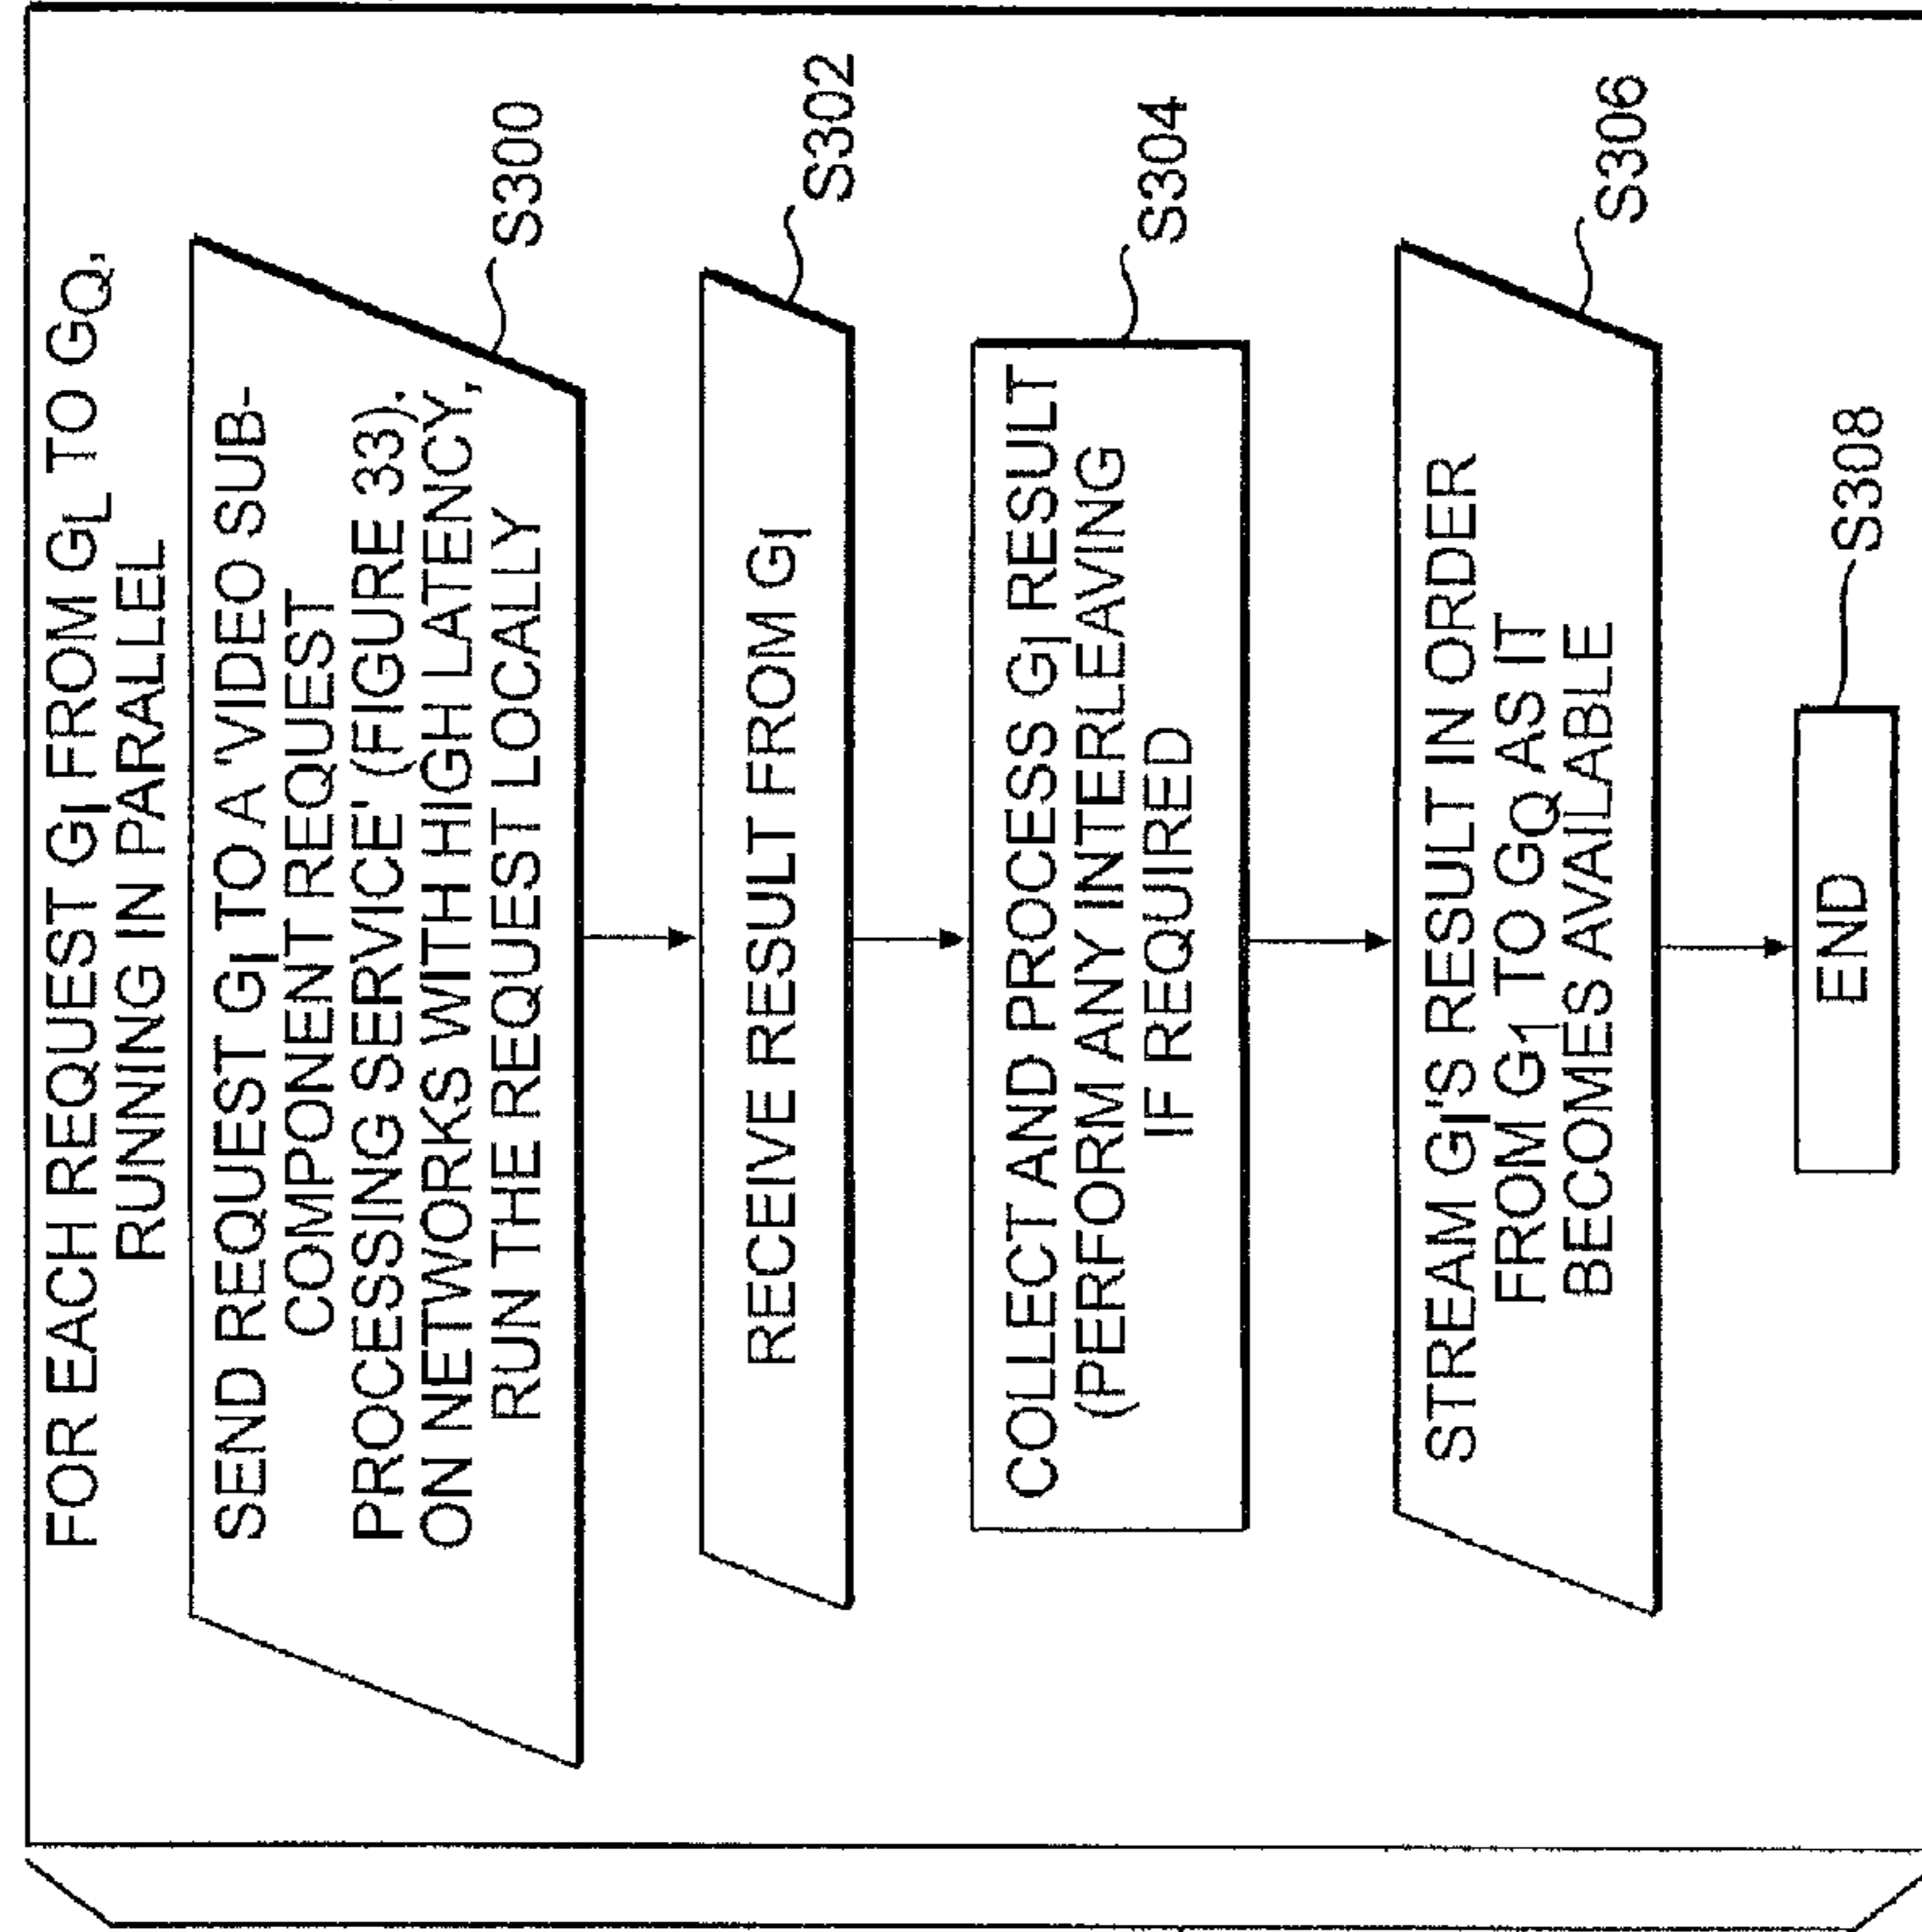 FOR EACH REQUEST GI FROM GL TO GQ,
RUNNING IN PARALLEL
SEND REQUEST GI TO A 'VIDEO SUB-
COMPONENT REQUEST
PROCESSING SERVICE' (FIGURE 33).
ON NETWORKS WITH HIGH LATENCY,
RUN THE REQUEST LOCALLY
S300
RECEIVE RESULT FROM GI
S302
COLLECT AND PROCESS GI RESULT
(PERFORM ANY INTERLEAVING
IF REQUIRED
S304
STREAM GI'S RESULT IN ORDER
FROM G1 TO GQ AS IT
BECOMES AVAILABLE
S306
END
S308